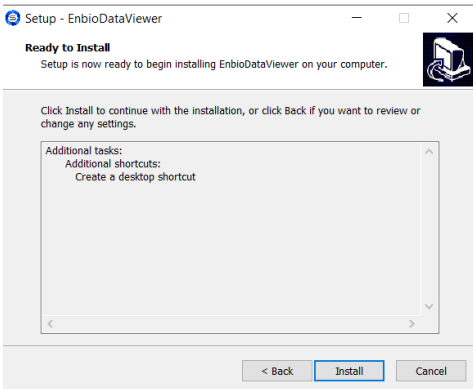 Setup - EnbioDataViewer
Ready to Install
Setup is now ready to begin installing EnbioDataViewer on your computer.
Click Install to continue with the installation, or click Back if you want to review or
change any settings.
Additional tasks:
Additional shortcuts:
Create a desktop shortcut
< Back
Install
Cancel